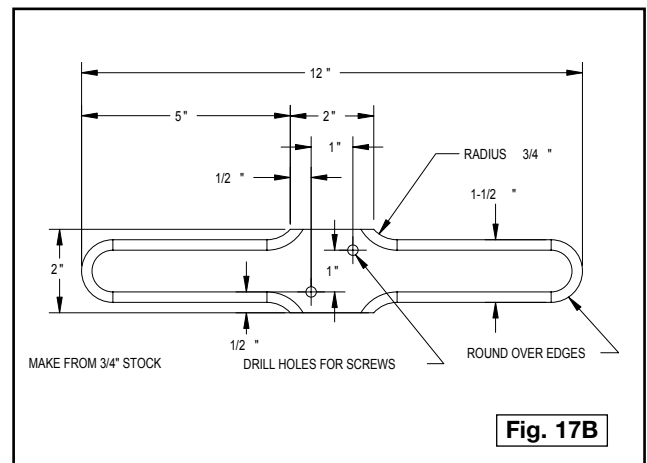 12 "
5 "
2 "
1 "
RADIUS 3/4 "
1/2 "
1-1/2 "
2 "
1 "
1/2 "
MAKE FROM 3/4" STOCK
DRILL HOLES FOR SCREWS
ROUND OVER EDGES
Fig. 17B